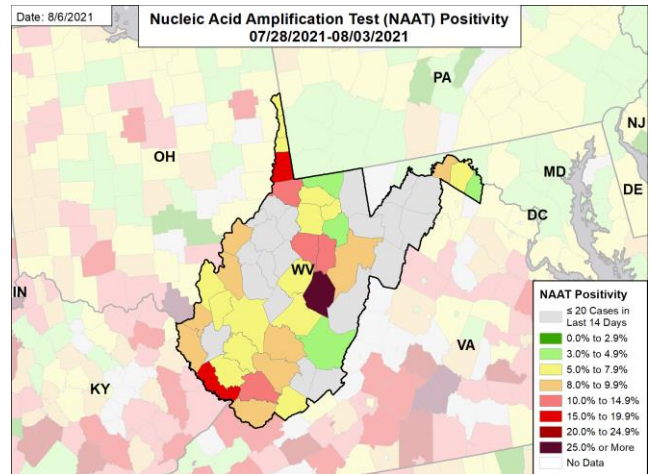 Date: 8/6/2021
Nucleic Acid Amplification Test (NAAT) Positivity
07/28/2021-08/03/2021
PA
NJ
OH
MD
DE
DC
WV
IN
VA
KY
NAAT Positivity
≤ 20 Cases in
Last 14 Days
0.0% to 2.9%
3.0% to 4.9%
5.0% to 7.9%
8.0% to 9.9%
10.0% to 14.9%
15.0% to 19.9%
20.0% to 24.9%
25.0% or More
No Data